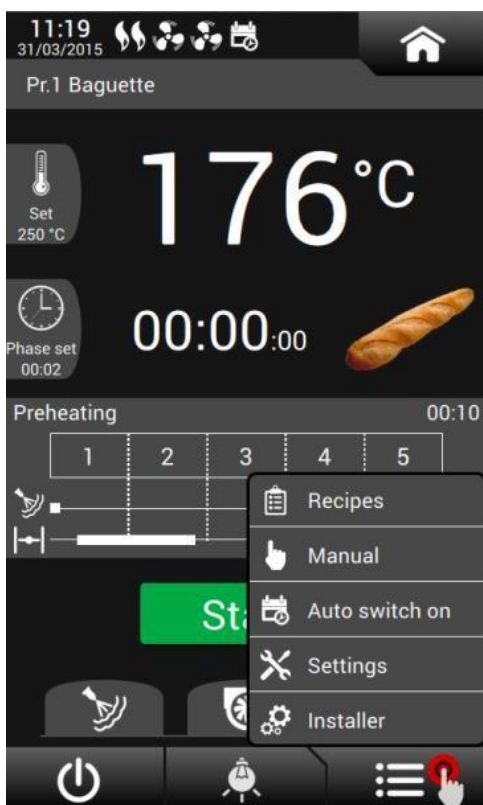 11:19
31/03/2015
Pr.1 Baguette
176°C
Set
250 °C
00:00:00
Phase set
00:02
Preheating 00:10
1 2 3 4 5
Recipes
Manual
Auto switch on
Settings
Installer